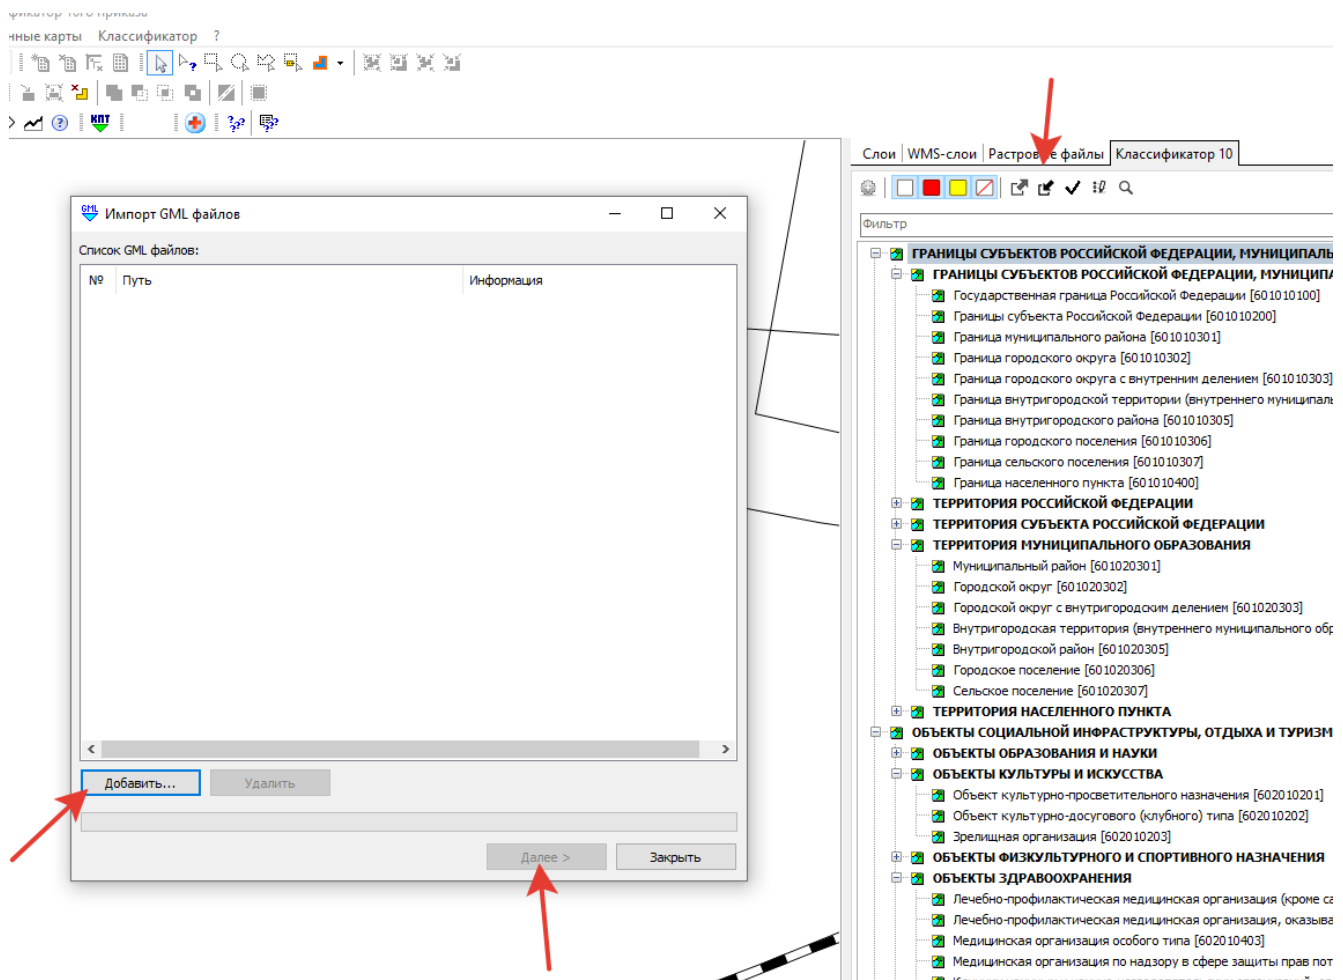 фикатор 10го приказа
нные карты Классификатор ?
КПТ
Слои WMS-слои Растровые файлы Классификатор 10
Фильтр
GML Импорт GML файлов
Список GML файлов:
№ Путь Информация
Добавить... Удалить
Далее > Закрыть
ГРАНИЦЫ СУБЪЕКТОВ РОССИЙСКОЙ ФЕДЕРАЦИИ, МУНИЦИПАЛЬ
ГРАНИЦЫ СУБЪЕКТОВ РОССИЙСКОЙ ФЕДЕРАЦИИ, МУНИЦИПА
Государственная граница Российской Федерации [601010100]
Границы субъекта Российской Федерации [601010200]
Граница муниципального района [601010301]
Граница городского округа [601010302]
Граница городского округа с внутренним делением [601010303]
Граница внутригородской территории (внутреннего муниципаль
Граница внутригородского района [601010305]
Граница городского поселения [601010306]
Граница сельского поселения [601010307]
Граница населенного пункта [601010400]
ТЕРРИТОРИЯ РОССИЙСКОЙ ФЕДЕРАЦИИ
ТЕРРИТОРИЯ СУБЪЕКТА РОССИЙСКОЙ ФЕДЕРАЦИИ
ТЕРРИТОРИЯ МУНИЦИПАЛЬНОГО ОБРАЗОВАНИЯ
Муниципальный район [601020301]
Городской округ [601020302]
Городской округ с внутригородским делением [601020303]
Внутригородская территория (внутреннего муниципального обр
Внутригородской район [601020305]
Городское поселение [601020306]
Сельское поселение [601020307]
ТЕРРИТОРИЯ НАСЕЛЕННОГО ПУНКТА
ОБЪЕКТЫ СОЦИАЛЬНОЙ ИНФРАСТРУКТУРЫ, ОТДЫХА И ТУРИЗМ
ОБЪЕКТЫ ОБРАЗОВАНИЯ И НАУКИ
ОБЪЕКТЫ КУЛЬТУРЫ И ИСКУССТВА
Объект культурно-просветительного назначения [602010201]
Объект культурно-досугового (клубного) типа [602010202]
Зрелищная организация [602010203]
ОБЪЕКТЫ ФИЗКУЛЬТУРНОГО И СПОРТИВНОГО НАЗНАЧЕНИЯ
ОБЪЕКТЫ ЗДРАВООХРАНЕНИЯ
Лечебно-профилактическая медицинская организация (кроме са
Лечебно-профилактическая медицинская организация, оказыва
Медицинская организация особого типа [602010403]
Медицинская организация по надзору в сфере защиты прав пот